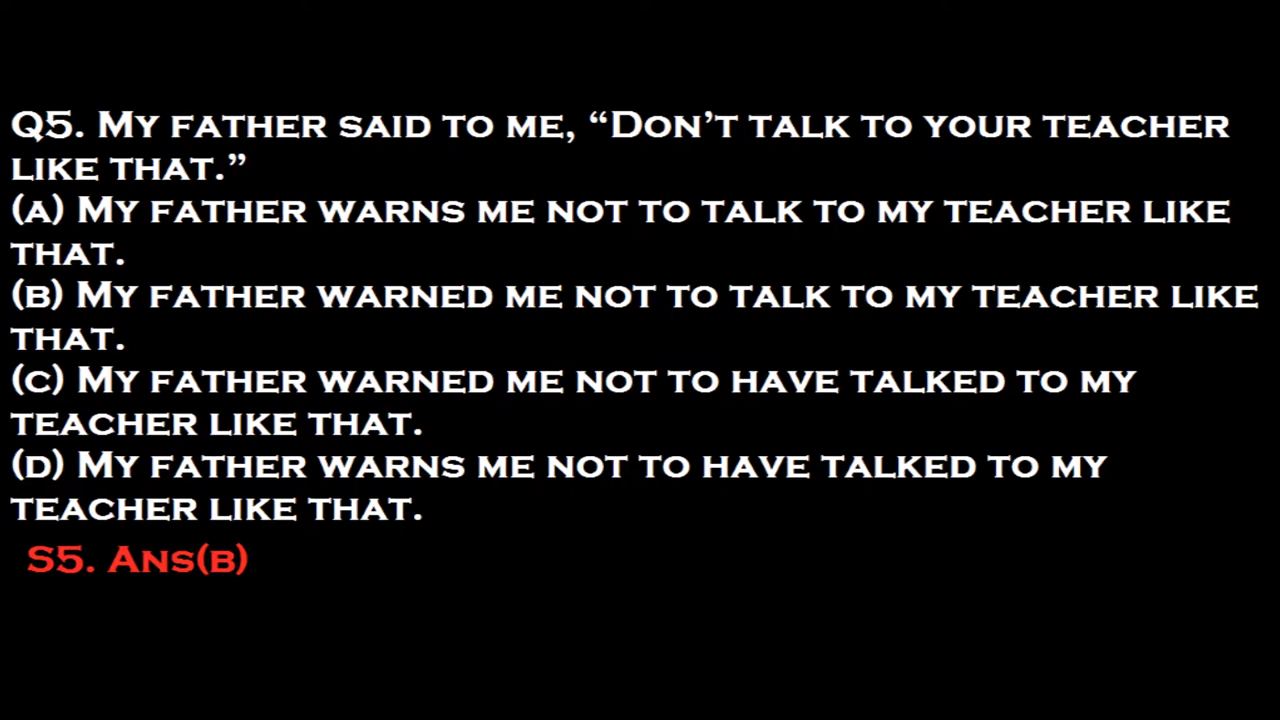 Q5. My father said to me, “Don’t talk to your teacher
like that.”
(a) My father warns me not to talk to my teacher like
that.
(b) My father warned me not to talk to my teacher like
that.
(c) My father warned me not to have talked to my
teacher like that.
(d) My father warns me not to have talked to my
teacher like that.
S5. Ans(b)